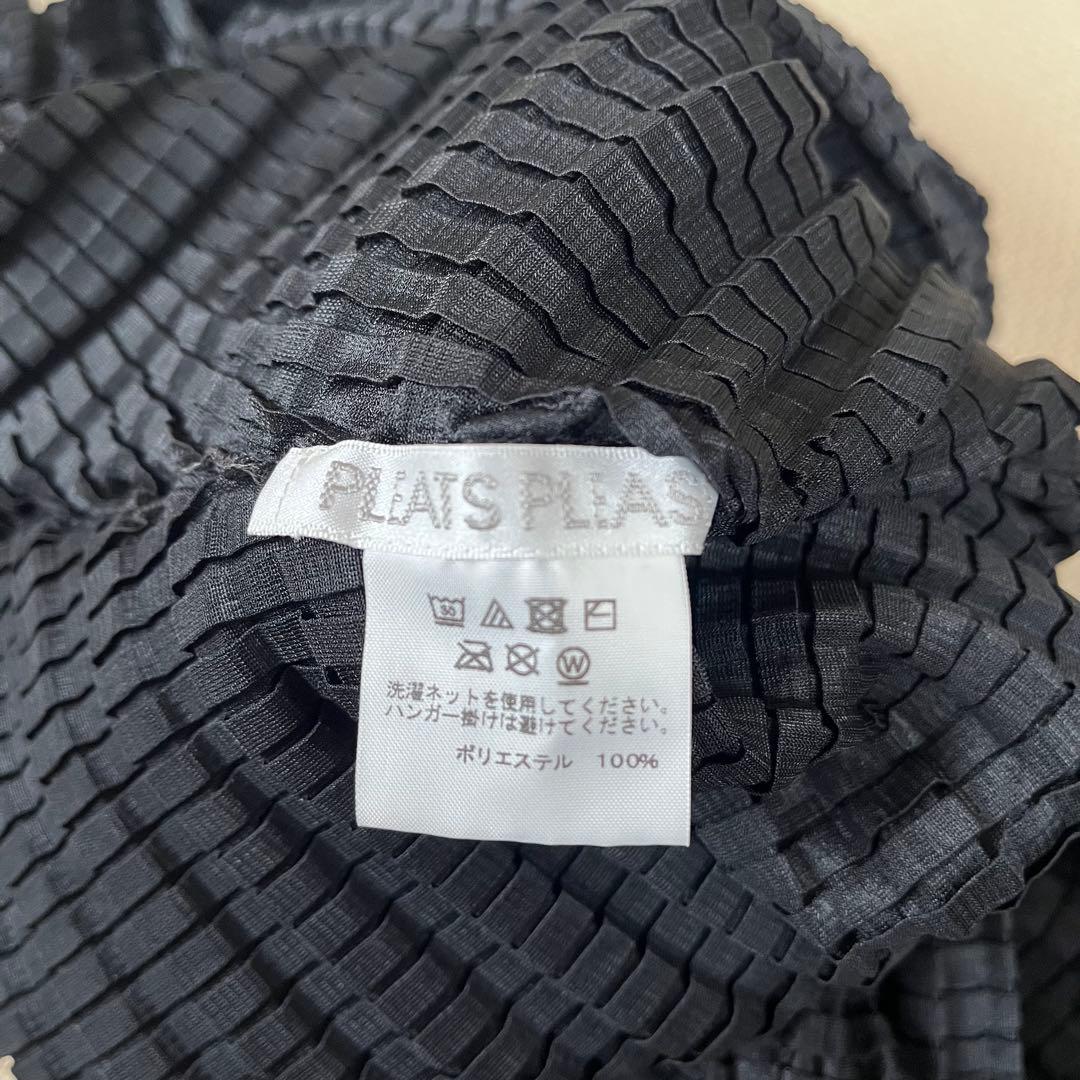 PLEATS PLEAS
30
W
洗濯ネットを使用してください。
ハンガー掛けは避けてください。
ポリエステル 100%